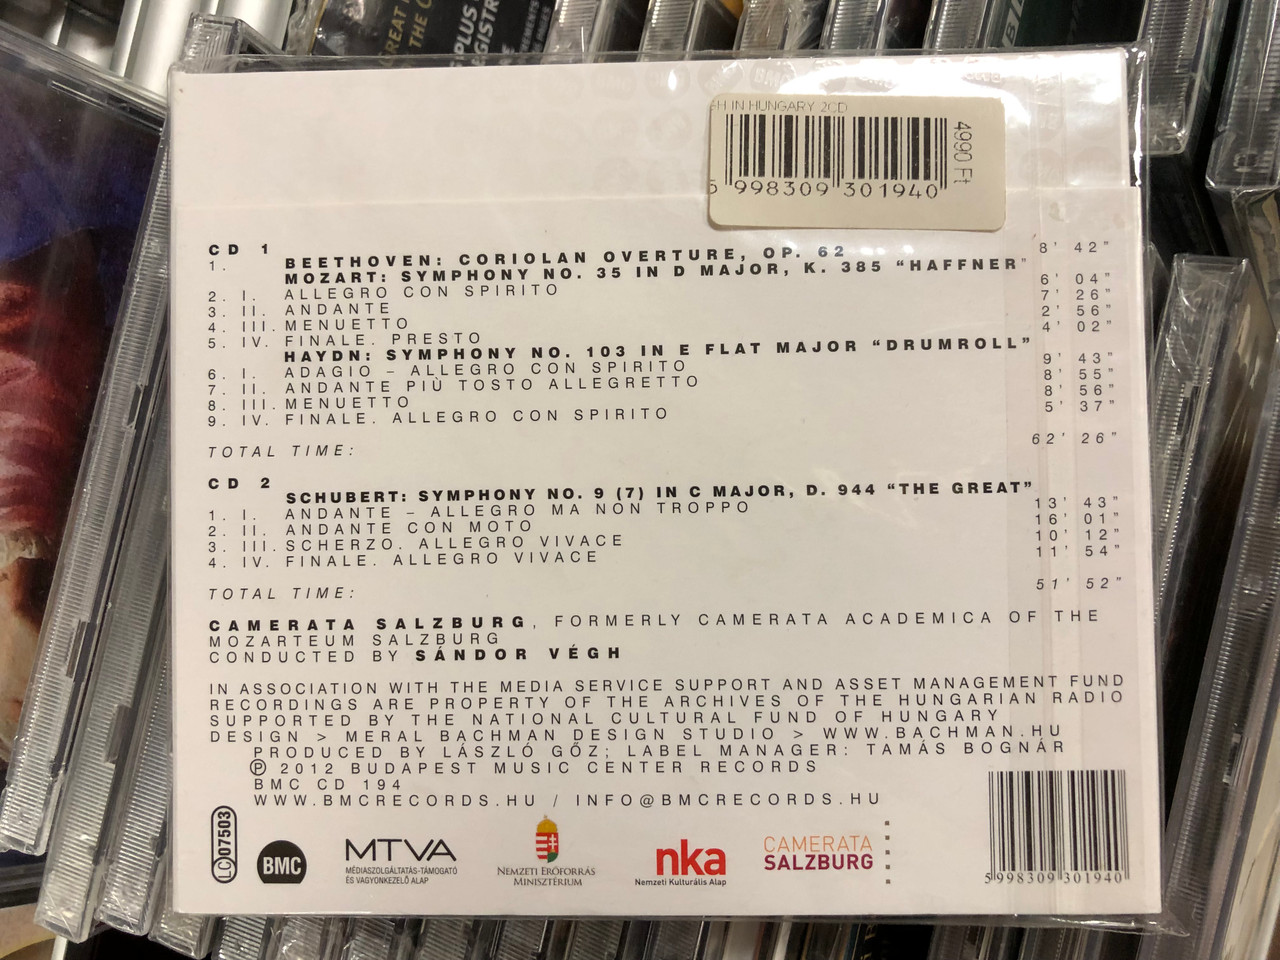 GREAT
THE
PLUS
REGISTR
IN HUNGARY 2CD
4990 Ft
5 998309 301940
CD 1
1. BEETHOVEN: CORIOLAN OVERTURE, OP. 62 8' 42"
MOZART: SYMPHONY NO. 35 IN D MAJOR, K. 385 “HAFFNER”
2. I. ALLEGRO CON SPIRITO 6' 04"
3. II. ANDANTE 7' 26"
4. III. MENUETTO 2' 56"
5. IV. FINALE. PRESTO 4' 02"
HAYDN: SYMPHONY NO. 103 IN E FLAT MAJOR “DRUMROLL”
6. I. ADAGIO – ALLEGRO CON SPIRITO 9' 43"
7. II. ANDANTE PIÙ TOSTO ALLEGRETTO 8' 55"
8. III. MENUETTO 8' 56"
9. IV. FINALE. ALLEGRO CON SPIRITO 5' 37"
TOTAL TIME: 62' 26"
CD 2
SCHUBERT: SYMPHONY NO. 9 (7) IN C MAJOR, D. 944 “THE GREAT”
1. I. ANDANTE – ALLEGRO MA NON TROPPO 13' 43"
2. II. ANDANTE CON MOTO 16' 01"
3. III. SCHERZO. ALLEGRO VIVACE 10' 12"
4. IV. FINALE. ALLEGRO VIVACE 11' 54"
TOTAL TIME: 51' 52"
CAMERATA SALZBURG, FORMERLY CAMERATA ACADEMICA OF THE
MOZARTEUM SALZBURG
CONDUCTED BY SÁNDOR VÉGH
IN ASSOCIATION WITH THE MEDIA SERVICE SUPPORT AND ASSET MANAGEMENT FUND
RECORDINGS ARE PROPERTY OF THE ARCHIVES OF THE HUNGARIAN RADIO
SUPPORTED BY THE NATIONAL CULTURAL FUND OF HUNGARY
DESIGN > MERAL BACHMAN DESIGN STUDIO > WWW.BACHMAN.HU
PRODUCED BY LÁSZLÓ GŐZ; LABEL MANAGER: TAMÁS BOGNÁR
℗ 2012 BUDAPEST MUSIC CENTER RECORDS
BMC CD 194
WWW.BMCRECORDS.HU / INFO@BMCRECORDS.HU
LC 07503
BMC
MTVA
MÉDIASZOLGÁLTATÁS-TÁMOGATÓ
ÉS VAGYONKEZELŐ ALAP
NEMZETI ERŐFORRÁS
MINISZTÉRIUM
nka
Nemzeti Kulturális Alap
CAMERATA
SALZBURG
5 998309 301940